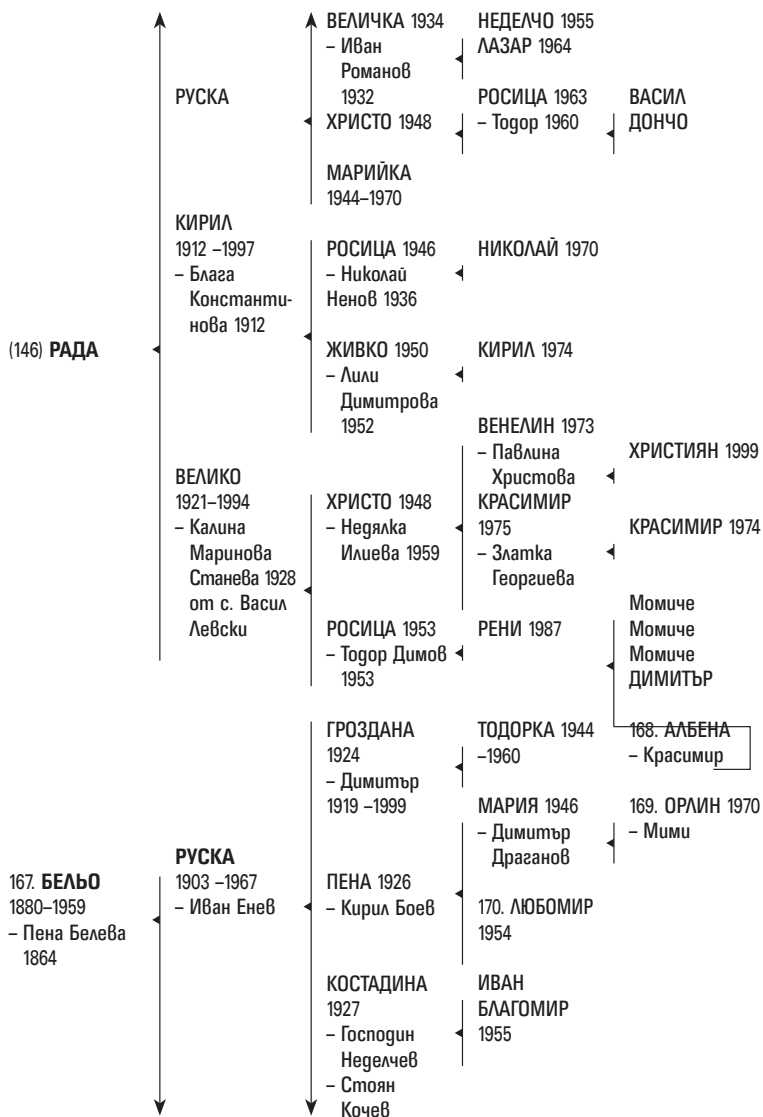 (146) РАДА
РУСКА
КИРИЛ
1912 –1997
– Блага
Константи-
нова 1912
ВЕЛИКО
1921–1994
– Калина
Маринова
Станева 1928
от с. Васил
Левски
ВЕЛИЧКА 1934
– Иван
Романов
1932
ХРИСТО 1948
МАРИЙКА
1944–1970
РОСИЦА 1946
– Николай
Ненов 1936
ЖИВКО 1950
– Лили
Димитрова
1952
ХРИСТО 1948
– Недялка
Илиева 1959
РОСИЦА 1953
– Тодор Димов
1953
НЕДЕЛЧО 1955
ЛАЗАР 1964
РОСИЦА 1963
– Тодор 1960
НИКОЛАЙ 1970
КИРИЛ 1974
ВЕНЕЛИН 1973
– Павлина
Христова
КРАСИМИР
1975
– Златка
Георгиева
РЕНИ 1987
ВАСИЛ
ДОНЧО
ХРИСТИЯН 1999
КРАСИМИР 1974
Момиче
Момиче
Момиче
ДИМИТЪР
167. БЕЛЬО
1880–1959
– Пена Белева
1864
РУСКА
1903 –1967
– Иван Енев
ГРОЗДАНА
1924
– Димитър
1919 –1999
ПЕНА 1926
– Кирил Боев
КОСТАДИНА
1927
– Господин
Неделчев
– Стоян
Кочев
ТОДОРКА 1944
–1960
МАРИЯ 1946
– Димитър
Драганов
170. ЛЮБОМИР
1954
ИВАН
БЛАГОМИР
1955
168. АЛБЕНА
– Красимир
169. ОРЛИН 1970
– Мими